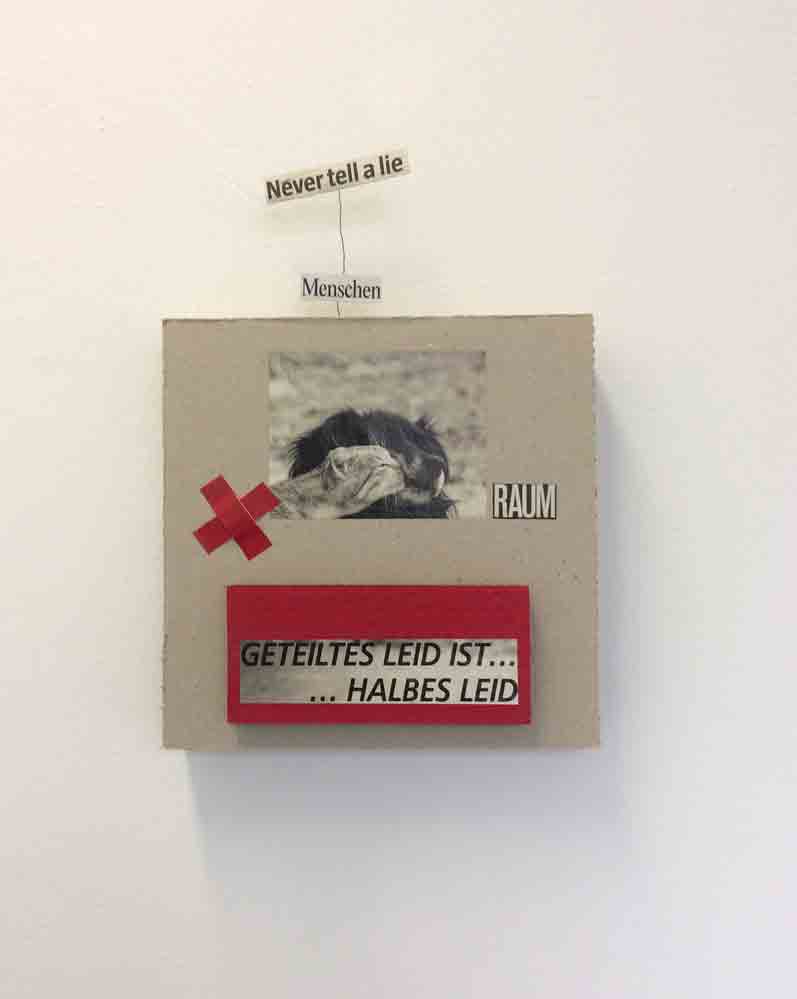 Never tell a lie
Menschen
RAUM
GETEILTES LEID IST...
... HALBES LEID